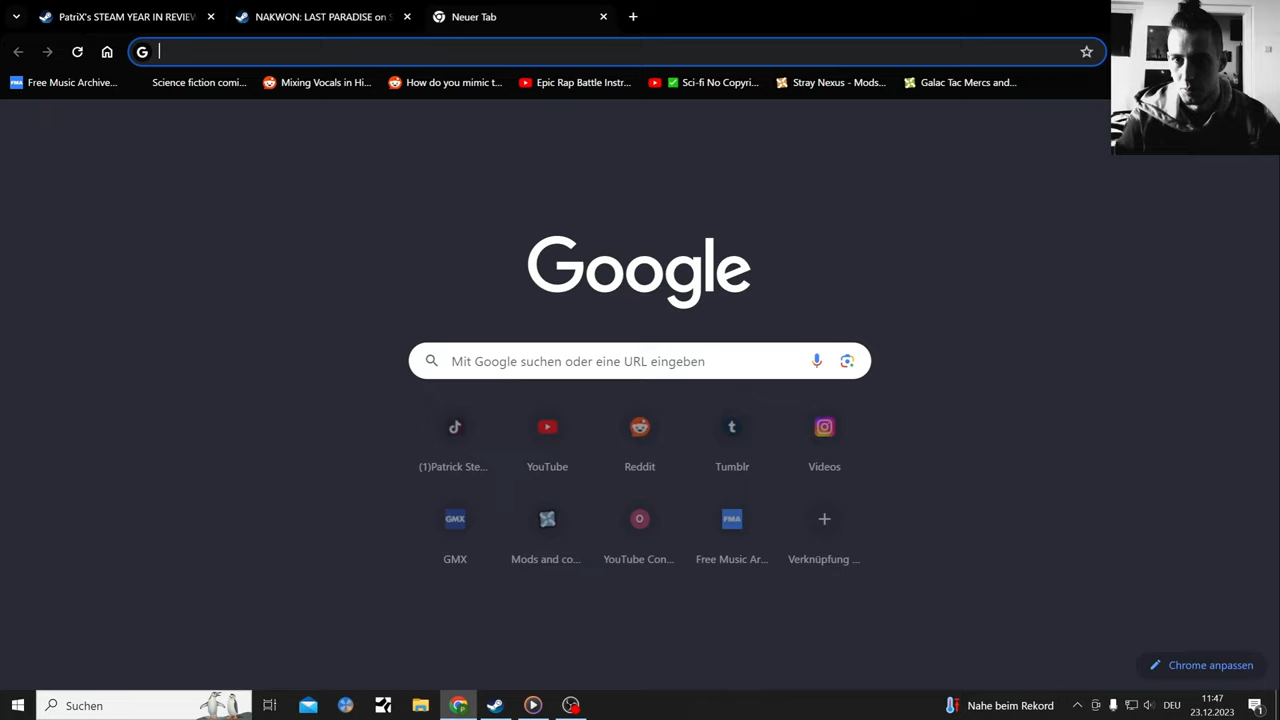 PatriX's STEAM YEAR IN REVIEW
NAKWON: LAST PARADISE on S
Neuer Tab
Free Music Archive...
Science fiction comi...
Mixing Vocals in Hi...
How do you mimic t...
Epic Rap Battle Instr...
Sci-fi No Copyri...
Stray Nexus - Mods...
Galac Tac Mercs and...
Google
Mit Google suchen oder eine URL eingeben
(1)Patrick Ste...
YouTube
Reddit
Tumblr
Videos
GMX
O
FMA
GMX
Mods and co...
YouTube Con...
Free Music Ar...
Verknüpfung ...
Chrome anpassen
Suchen
Nahe beim Rekord
DEU
11:47
23.12.2023
1